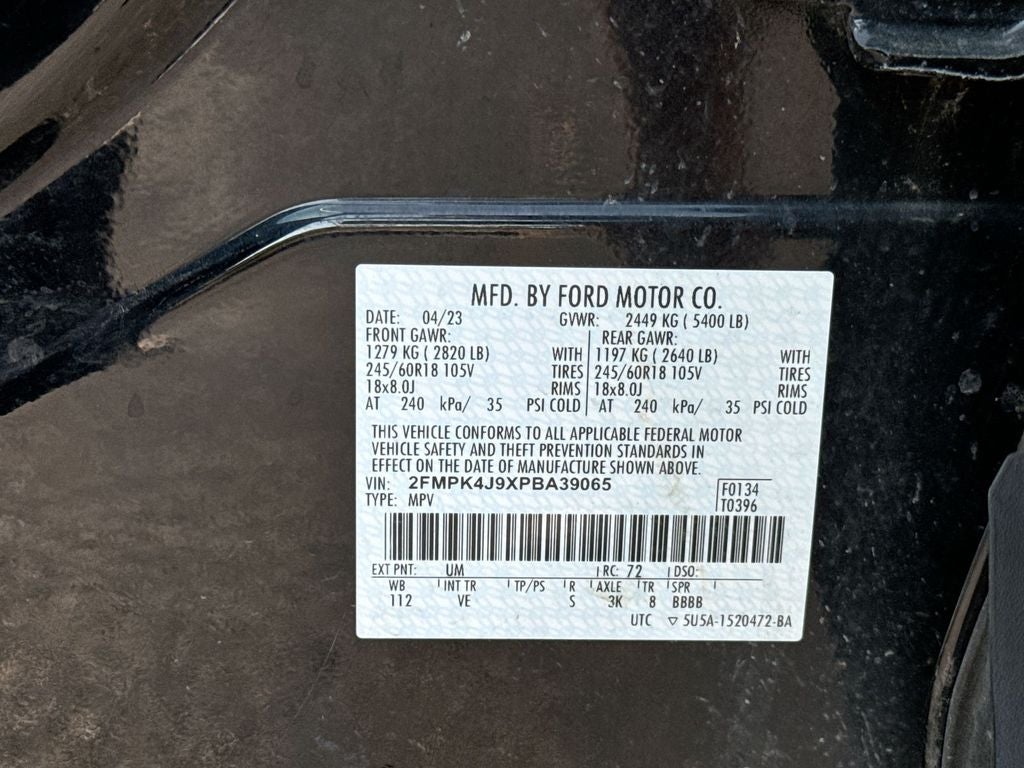 MFD. BY FORD MOTOR CO.
DATE: 04/23 GVWR: 2449 KG ( 5400 LB)
FRONT GAWR: REAR GAWR:
1279 KG ( 2820 LB) WITH 1197 KG ( 2640 LB) WITH
245/60R18 105V TIRES 245/60R18 105V TIRES
18x8.0J RIMS 18x8.0J RIMS
AT 240 kPa/ 35 PSI COLD AT 240 kPa/ 35 PSI COLD
THIS VEHICLE CONFORMS TO ALL APPLICABLE FEDERAL MOTOR
VEHICLE SAFETY AND THEFT PREVENTION STANDARDS IN
EFFECT ON THE DATE OF MANUFACTURE SHOWN ABOVE.
VIN: 2FMPK4J9XPBA39065 F0134
TYPE: MPV T0396
EXT PNT: UM RC: 72 DSO:
WB INT TR TP/PS R AXLE TR SPR
112 VE S 3K 8 BBBB
UTC ▽ 5U5A-1520472-BA